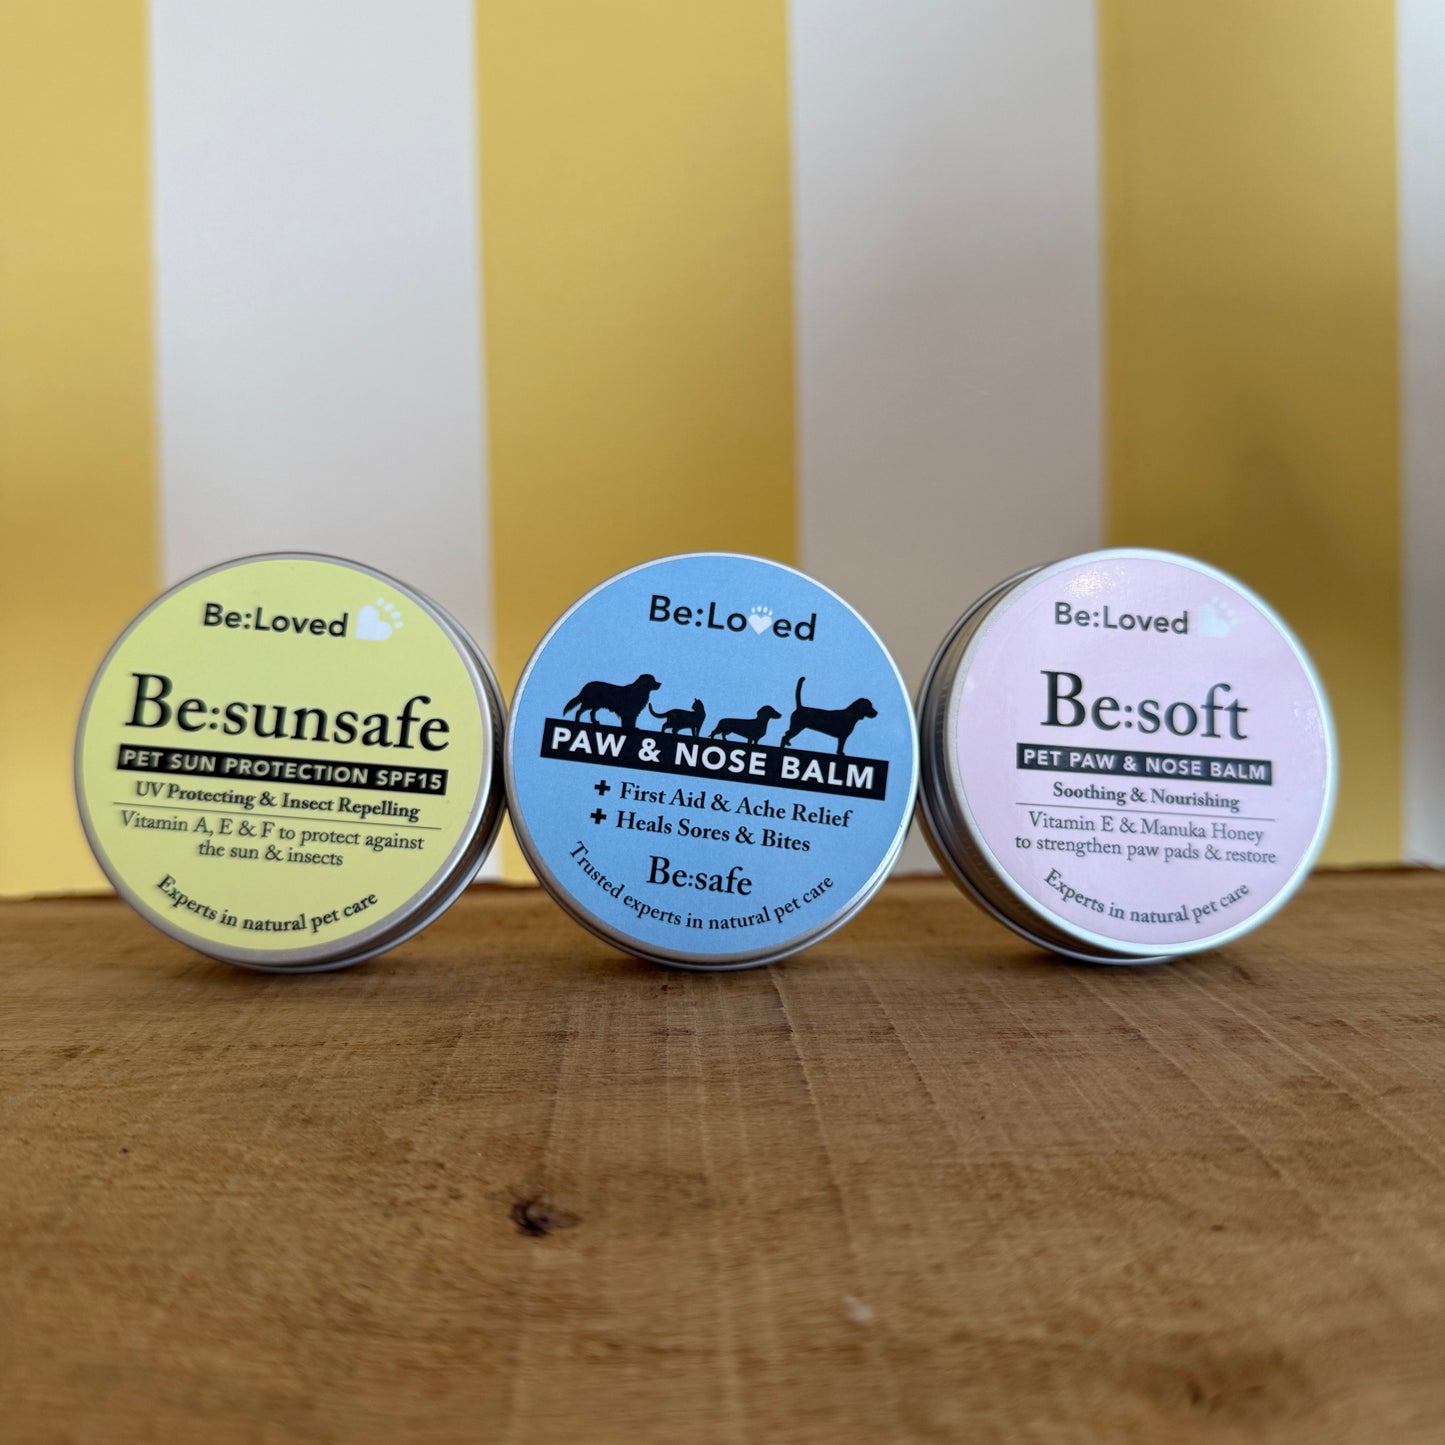 Be:Loved
Be:sunsafe
PET SUN PROTECTION SPF15
UV Protecting & Insect Repelling
Vitamin A, E & F to protect against
the sun & insects
Experts in natural pet care
Be:Loved
PAW & NOSE BALM
+ First Aid & Ache Relief
+ Heals Sores & Bites
Be:safe
Trusted experts in natural pet care
Be:Loved
Be:soft
PET PAW & NOSE BALM
Soothing & Nourishing
Vitamin E & Manuka Honey
to strengthen paw pads & restore
Experts in natural pet care